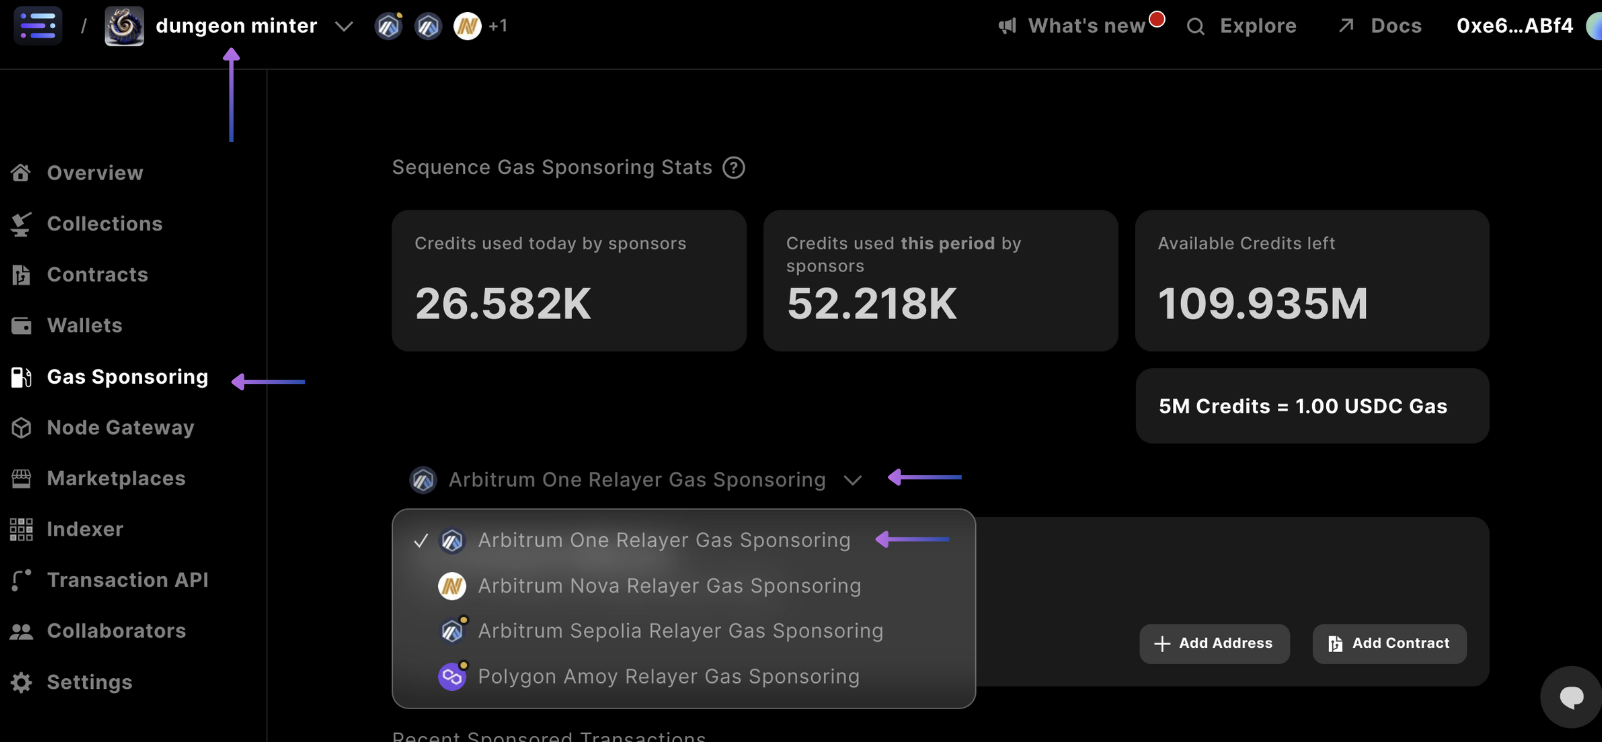 / dungeon minter +1 What's new Explore Docs 0xe6...ABf4
Overview
Collections
Contracts
Wallets
Gas Sponsoring
Node Gateway
Marketplaces
Indexer
Transaction API
Collaborators
Settings
Sequence Gas Sponsoring Stats ?
Credits used today by sponsors
26.582K
Credits used this period by
sponsors
52.218K
Available Credits left
109.935M
5M Credits = 1.00 USDC Gas
Arbitrum One Relayer Gas Sponsoring
Arbitrum One Relayer Gas Sponsoring
Arbitrum Nova Relayer Gas Sponsoring
Arbitrum Sepolia Relayer Gas Sponsoring
Polygon Amoy Relayer Gas Sponsoring
Add Address
Add Contract
Recent Sponsored Transactions